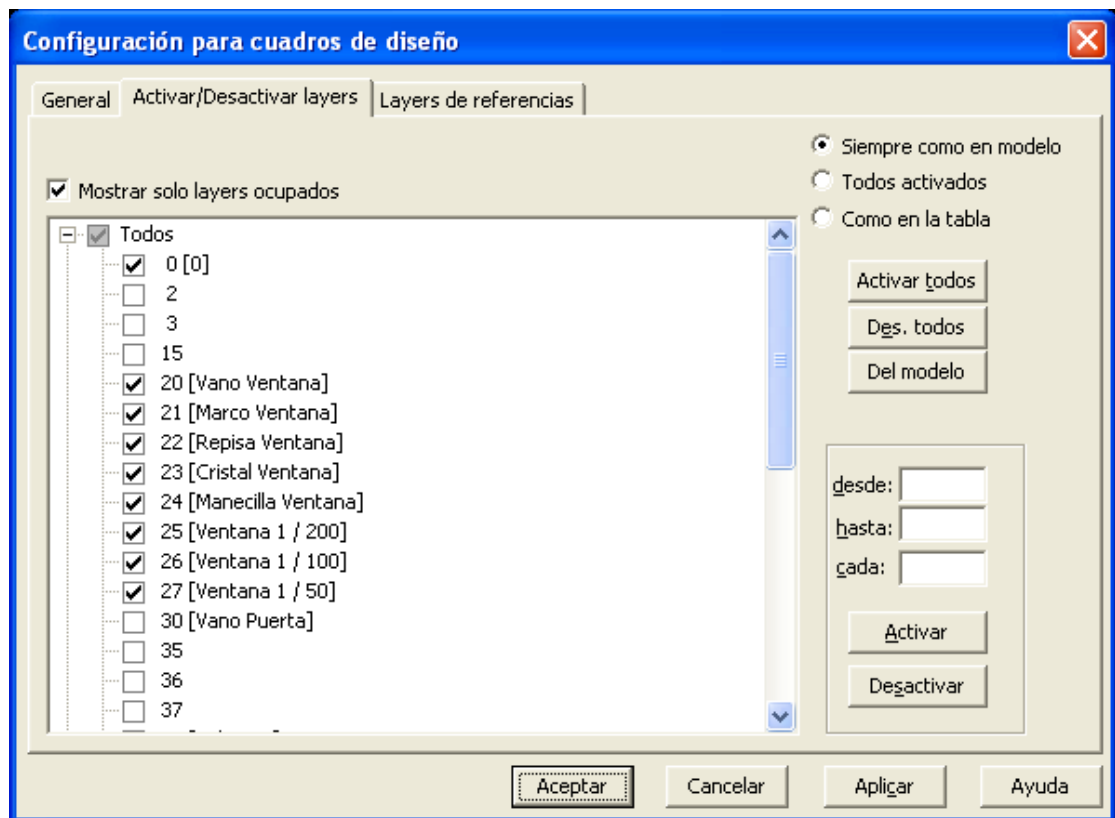 Configuración para cuadros de diseño
General
Activar/Desactivar layers
Layers de referencias
Siempre como en modelo
Todos activados
Como en la tabla
Mostrar solo layers ocupados
Todos
0 [0]
2
3
15
20 [Vano Ventana]
21 [Marco Ventana]
22 [Repisa Ventana]
23 [Cristal Ventana]
24 [Manecilla Ventana]
25 [Ventana 1 / 200]
26 [Ventana 1 / 100]
27 [Ventana 1 / 50]
30 [Vano Puerta]
35
36
37
Activar todos
Des. todos
Del modelo
desde:
hasta:
cada:
Activar
Desactivar
Aceptar
Cancelar
Aplicar
Ayuda